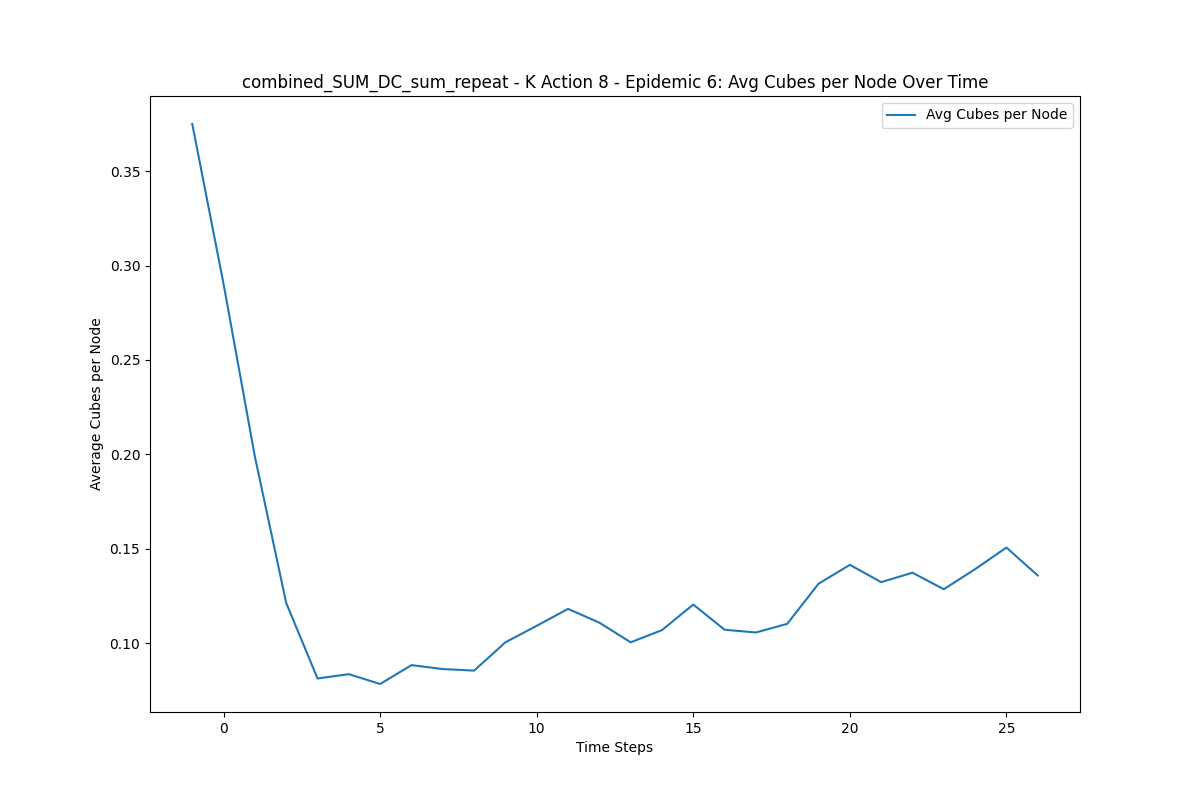 combined_SUM_DC_sum_repeat - K Action 8 - Epidemic 6: Avg Cubes per Node Over Time
Avg Cubes per Node
Average Cubes per Node
0.35
0.30
0.25
0.20
0.15
0.10
0 5 10 15 20 25
Time Steps